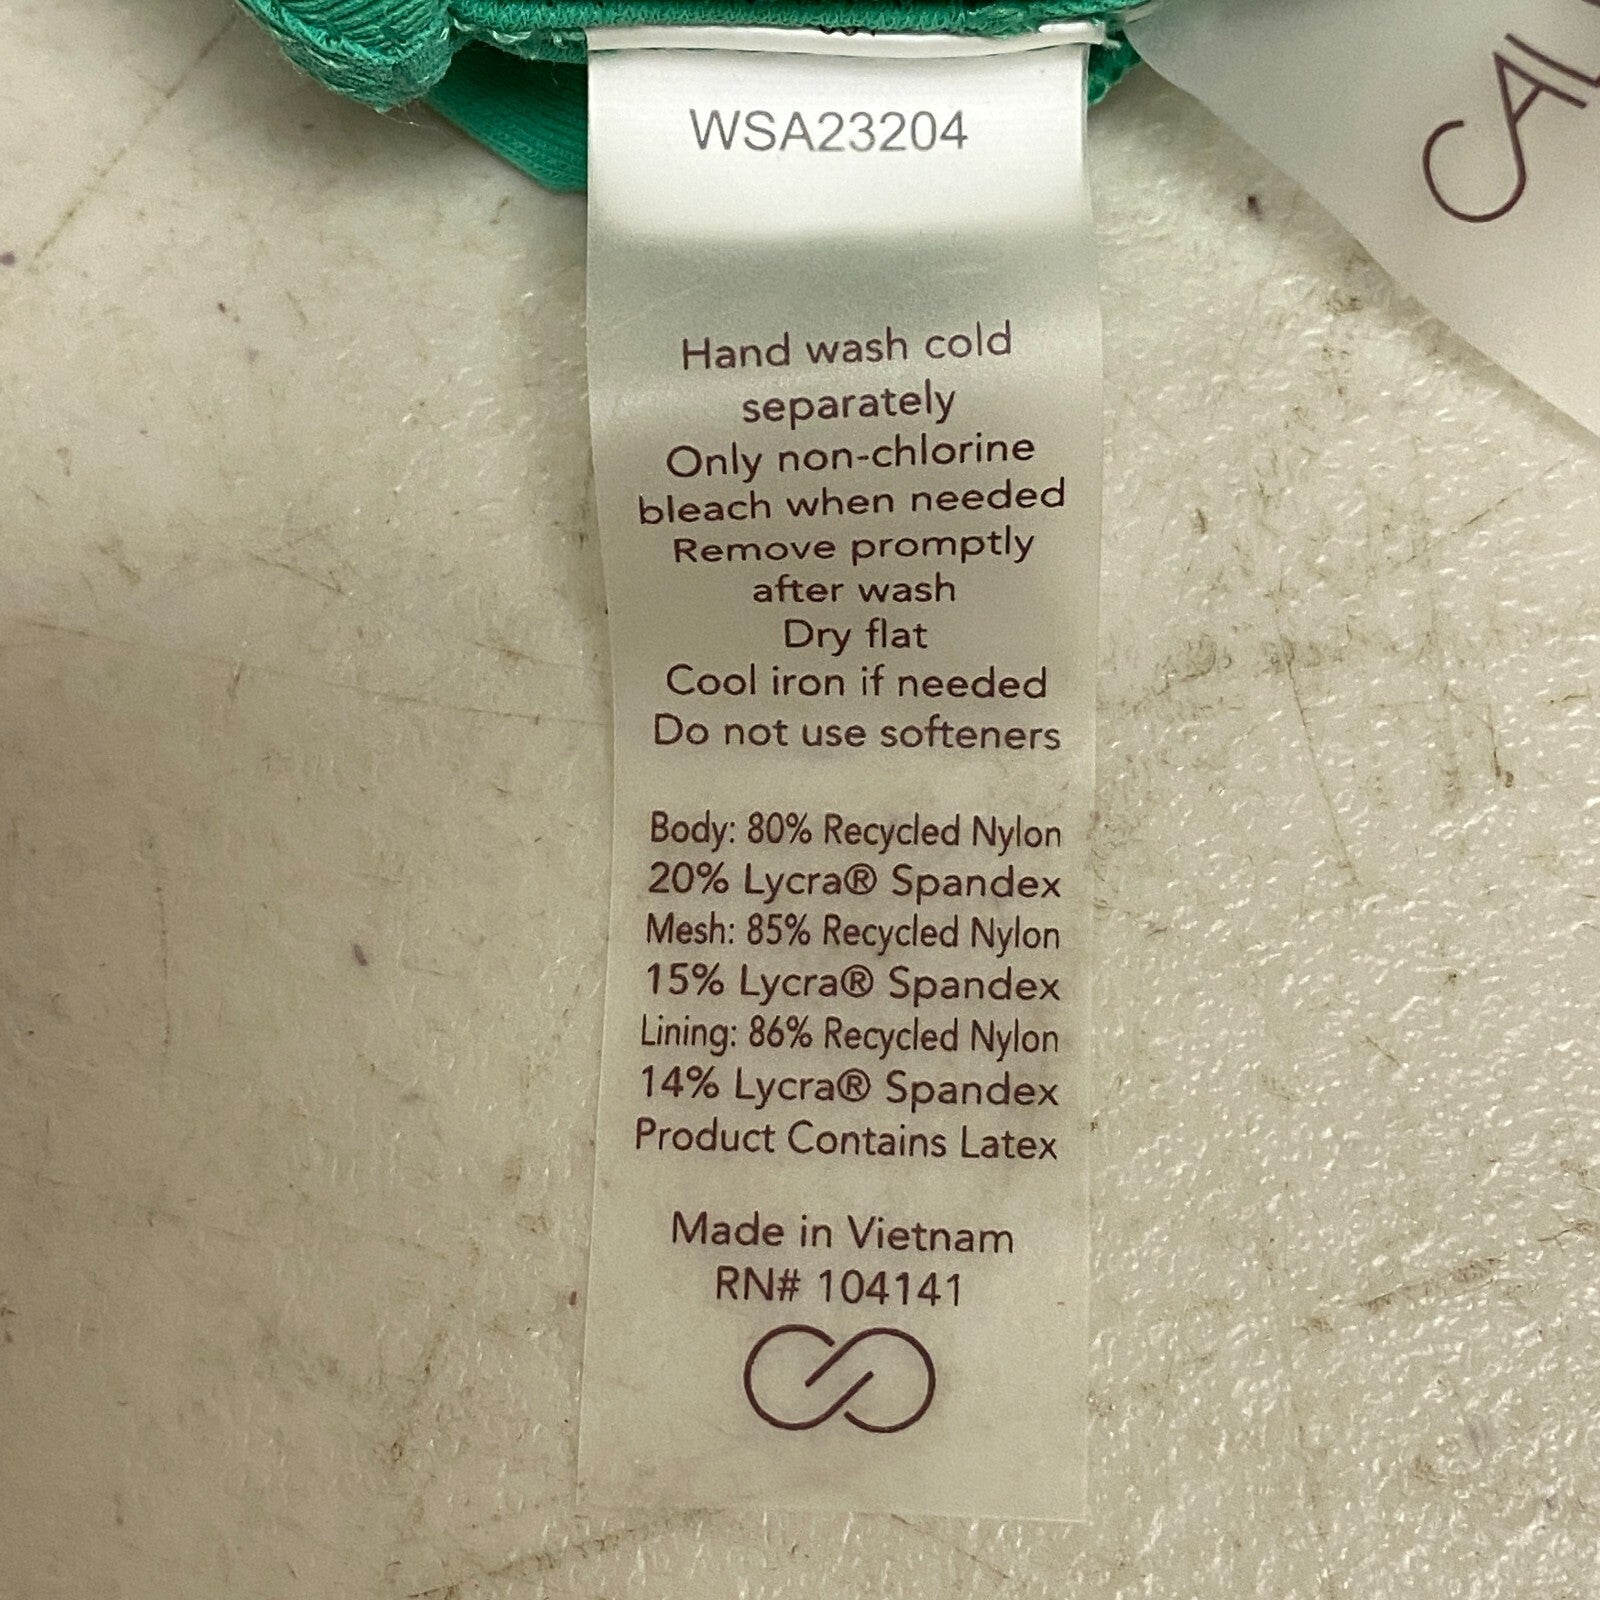 WSA23204
CAL
Hand wash cold
separately
Only non-chlorine
bleach when needed
Remove promptly
after wash
Dry flat
Cool iron if needed
Do not use softeners
Body: 80% Recycled Nylon
20% Lycra® Spandex
Mesh: 85% Recycled Nylon
15% Lycra® Spandex
Lining: 86% Recycled Nylon
14% Lycra® Spandex
Product Contains Latex
Made in Vietnam
RN# 104141